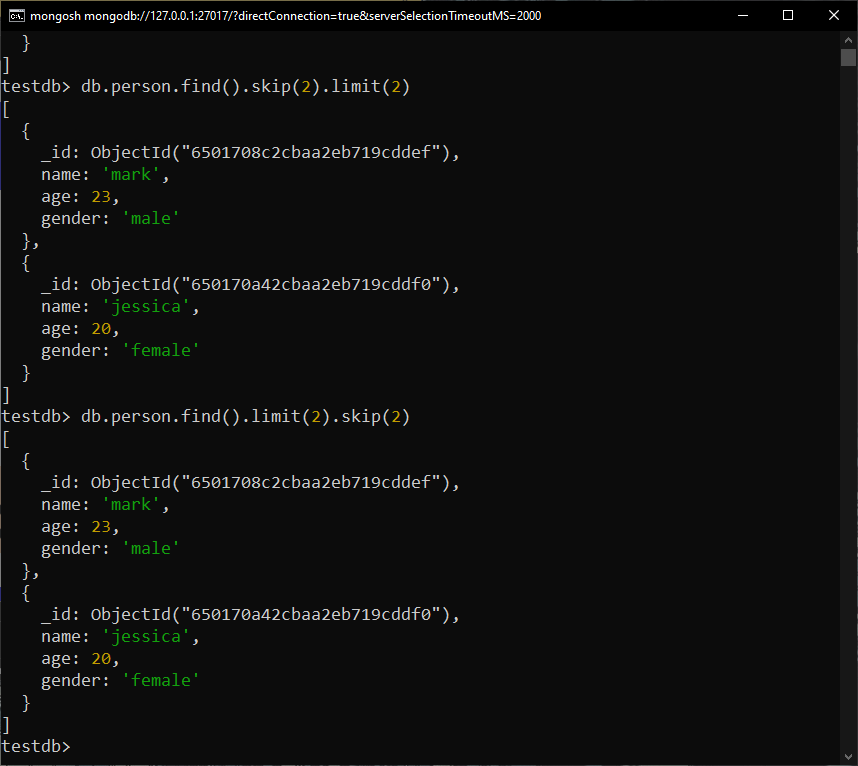 mongosh mongodb://127.0.0.1:27017/?directConnection=true&serverSelectionTimeoutMS=2000
  }
]
testdb> db.person.find().skip(2).limit(2)
[
  {
    _id: ObjectId("6501708c2cbaa2eb719cddef"),
    name: 'mark',
    age: 23,
    gender: 'male'
  },
  {
    _id: ObjectId("650170a42cbaa2eb719cddf0"),
    name: 'jessica',
    age: 20,
    gender: 'female'
  }
]
testdb> db.person.find().limit(2).skip(2)
[
  {
    _id: ObjectId("6501708c2cbaa2eb719cddef"),
    name: 'mark',
    age: 23,
    gender: 'male'
  },
  {
    _id: ObjectId("650170a42cbaa2eb719cddf0"),
    name: 'jessica',
    age: 20,
    gender: 'female'
  }
]
testdb>